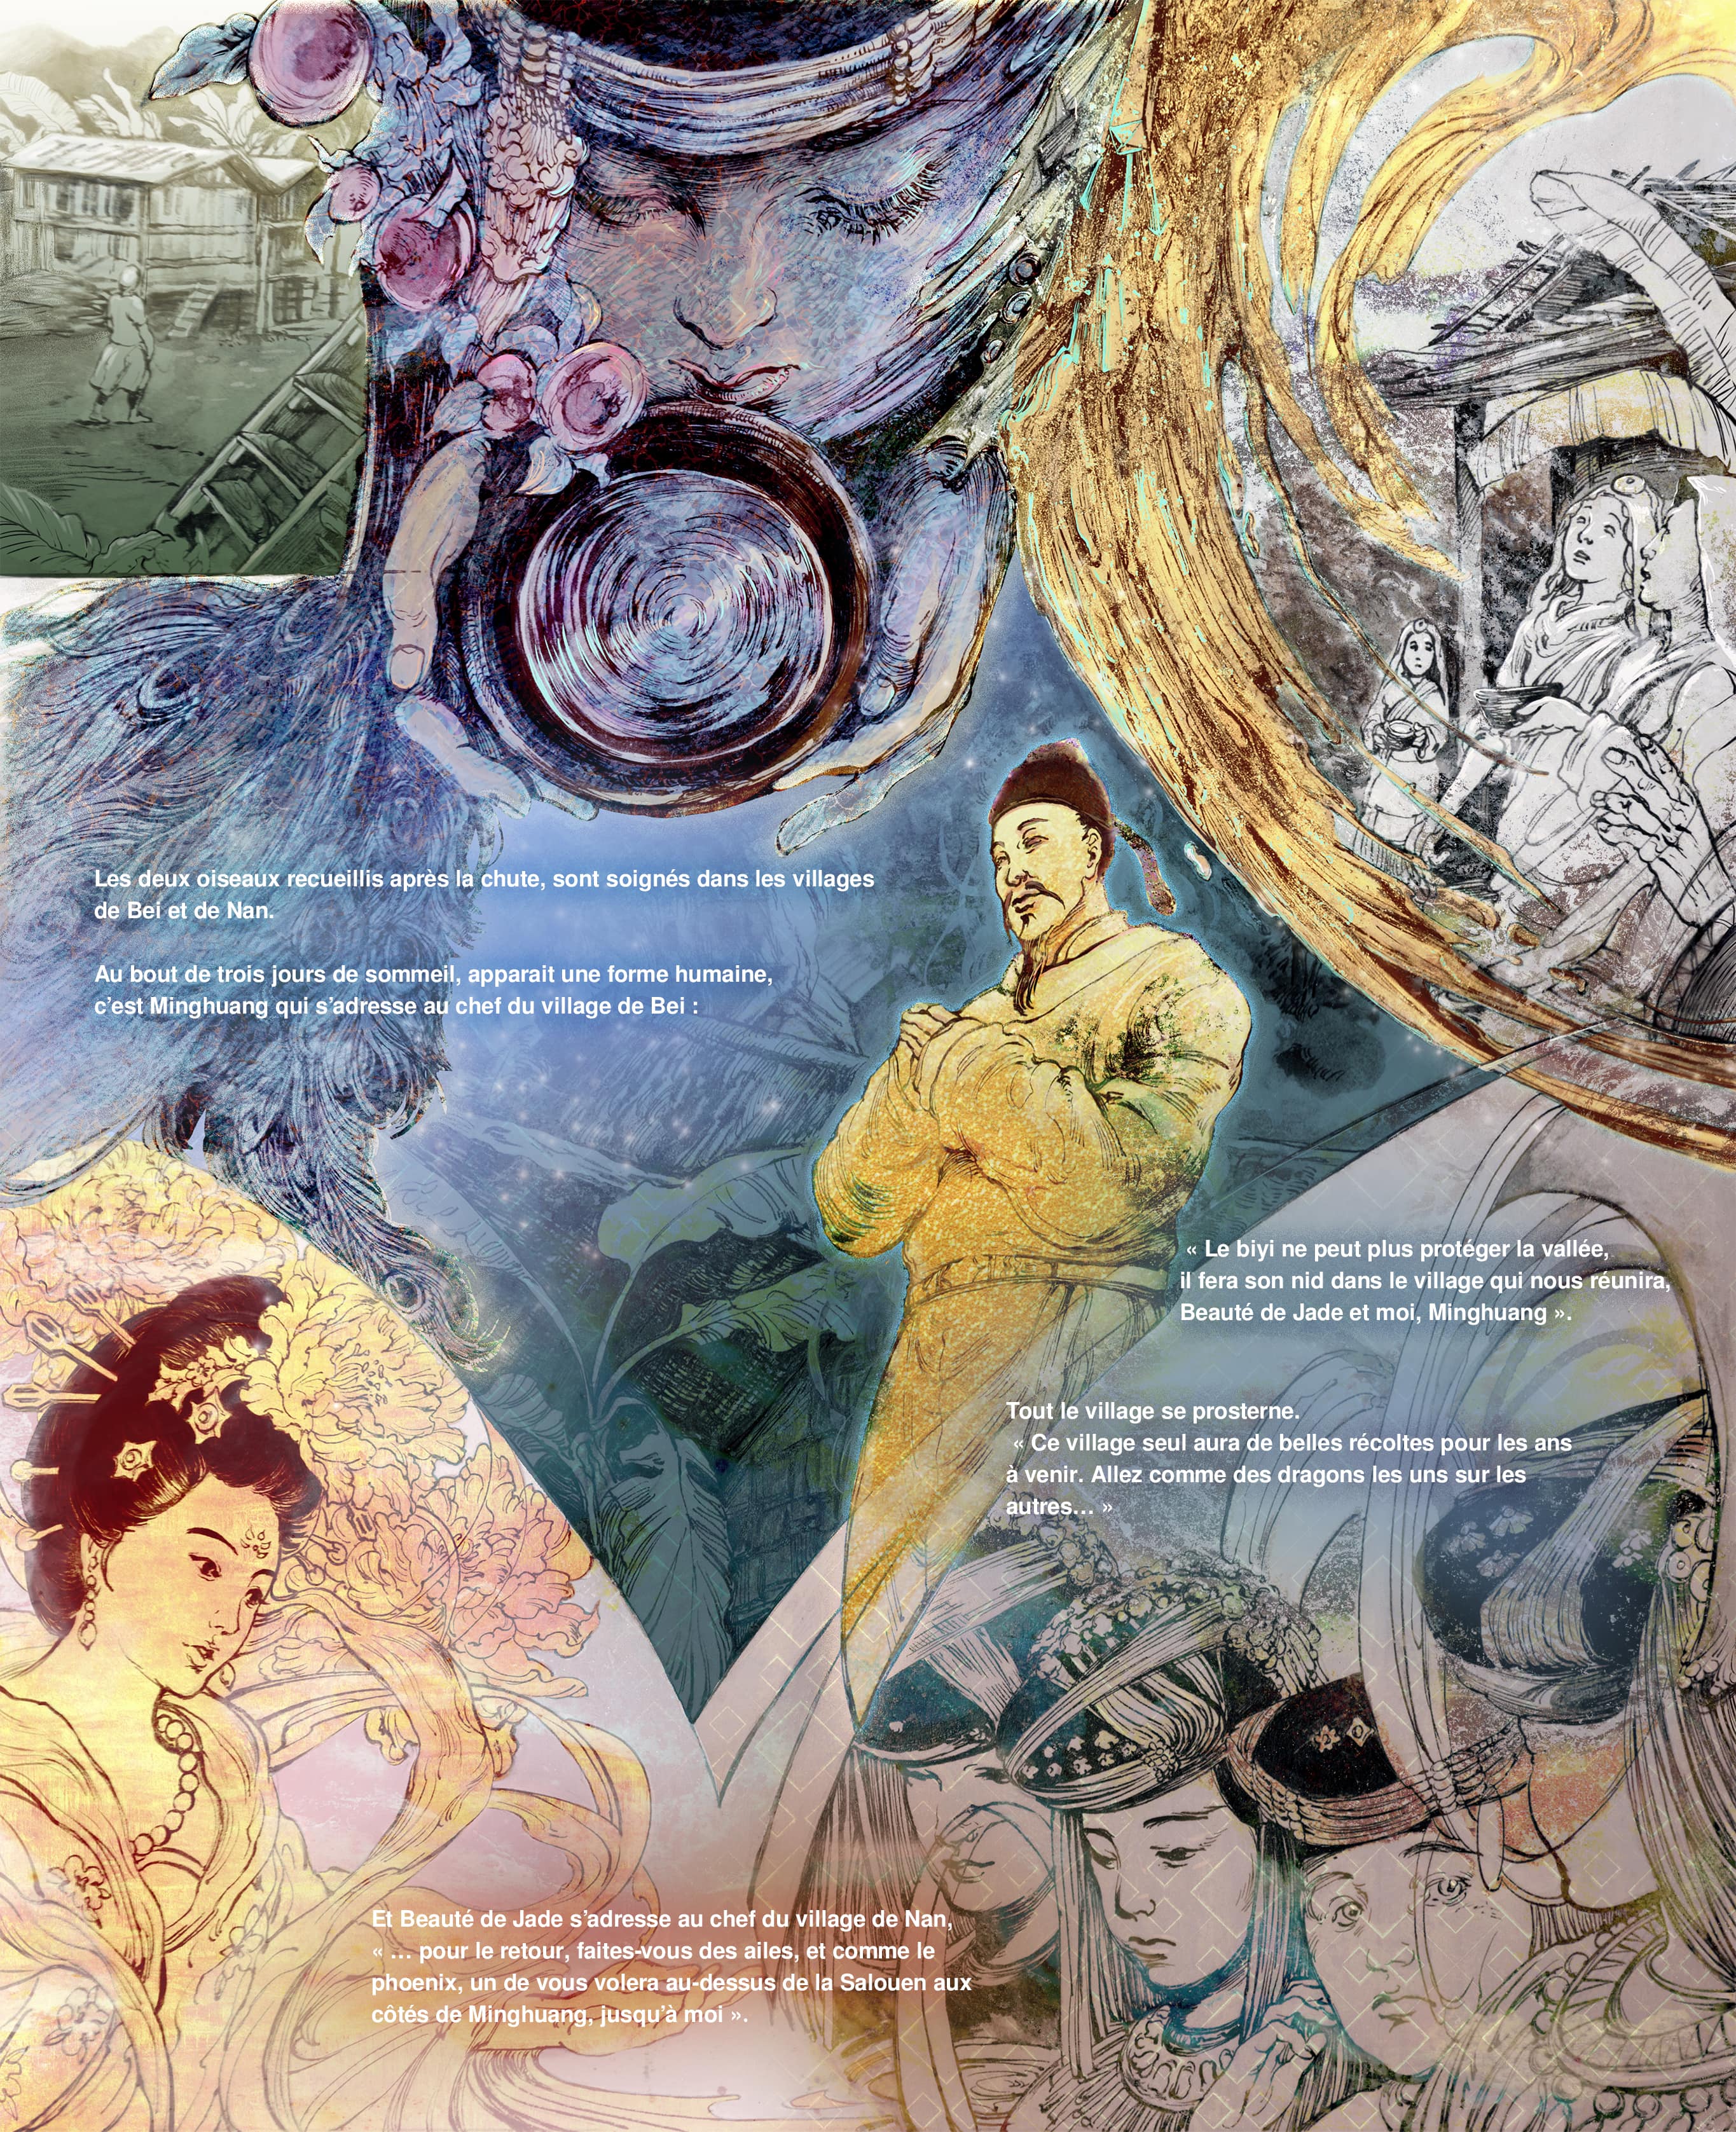 Les deux oiseaux recueillis après la chute, sont soignés dans les villages
de Bei et de Nan.
Au bout de trois jours de sommeil, apparait une forme humaine,
c’est Minghuang qui s’adresse au chef du village de Bei :
« Le biyi ne peut plus protéger la vallée,
il fera son nid dans le village qui nous réunira,
Beauté de Jade et moi, Minghuang ».
Tout le village se prosterne.
« Ce village seul aura de belles récoltes pour les ans
à venir. Allez comme des dragons les uns sur les
autres… »
Et Beauté de Jade s’adresse au chef du village de Nan,
« … pour le retour, faites-vous des ailes, et comme le
phoenix, un de vous volera au-dessus de la Salouen aux
côtés de Minghuang, jusqu’à moi ».